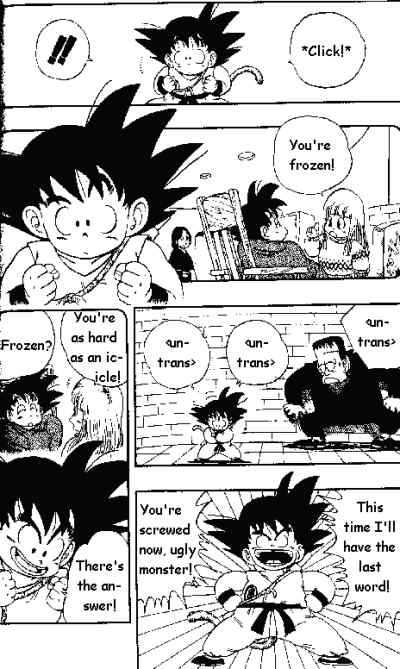 !!
*Click!*
You're
frozen!
Frozen?
You're
as hard
as an ic-
icle!
<un-
trans>
<un-
trans>
<un-
trans>
There's
the an-
swer!
You're
screwed
now, ugly
monster!
This
time I'll
have the
last
word!